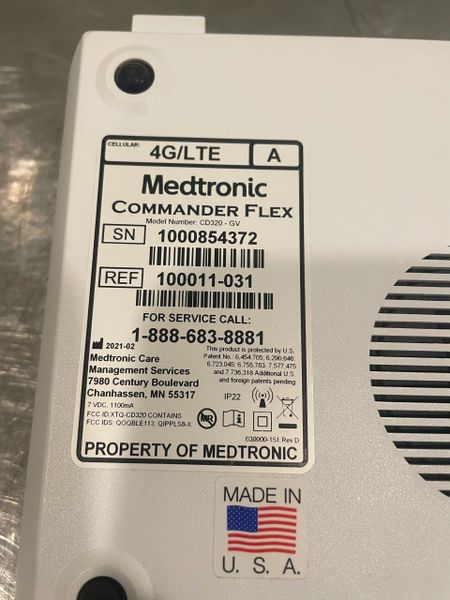 CELLULAR: 4G/LTE A
Medtronic
COMMANDER FLEX
Model Number: CD320 - GV
SN 1000854372
REF 100011-031
FOR SERVICE CALL:
1-888-683-8881
2021-02
This product is protected by U.S.
Patent No.: 6,454,705; 6,290,646;
6,723,045; 6,755,783; 7,577,475
and 7,736,318 Additional U.S.
and foreign patents pending
Medtronic Care
Management Services
7980 Century Boulevard
Chanhassen, MN 55317
7 VDC, 1100mA
FCC ID:XTQ-CD320 CONTAINS
FCC IDS: QOQBLE113, QIPPLS8-X
IP22
MR
630000-151 Rev D
PROPERTY OF MEDTRONIC
MADE IN
U. S. A.